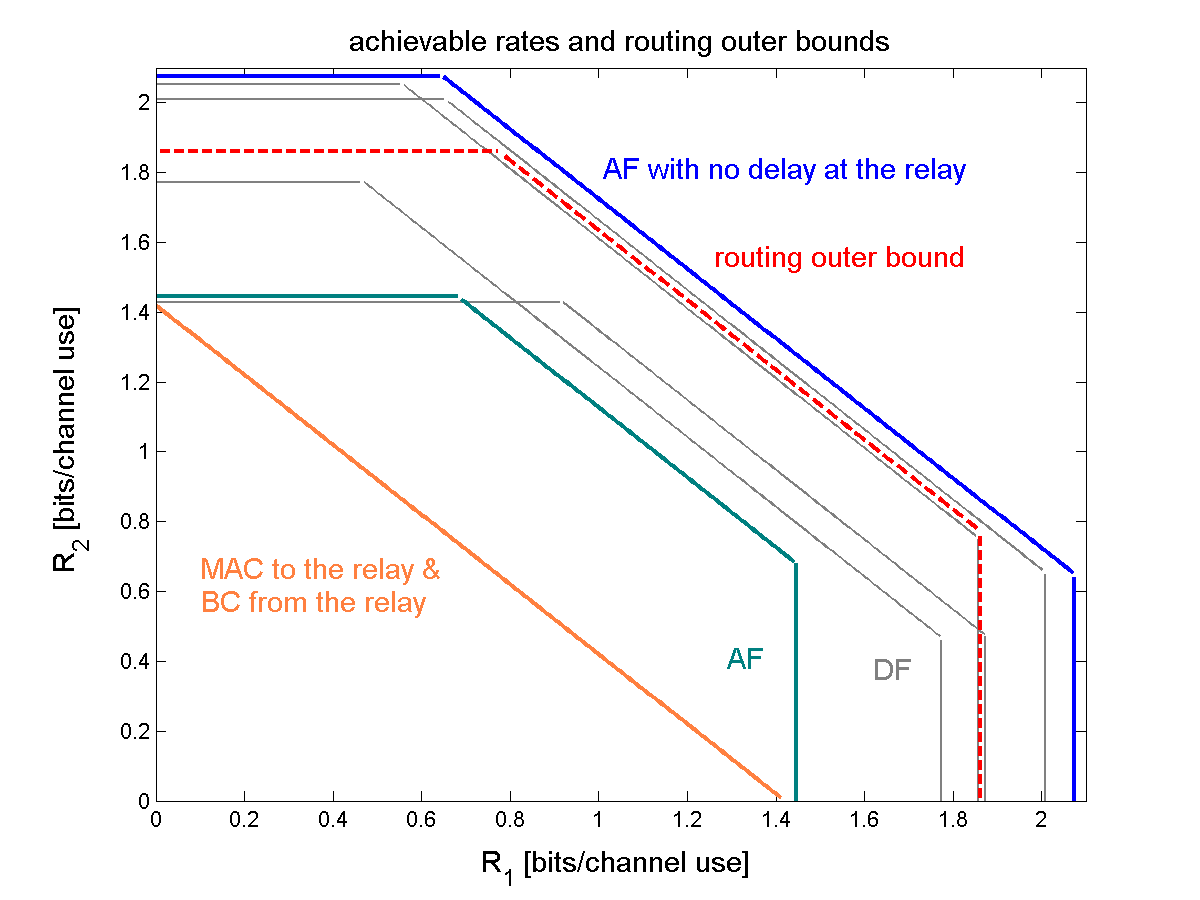 achievable rates and routing outer bounds
2
1.8
1.6
1.4
1.2
1
0.8
0.6
0.4
0.2
0
R2 [bits/channel use]
AF with no delay at the relay
routing outer bound
MAC to the relay &
BC from the relay
AF
DF
0 0.2 0.4 0.6 0.8 1 1.2 1.4 1.6 1.8 2
R1 [bits/channel use]